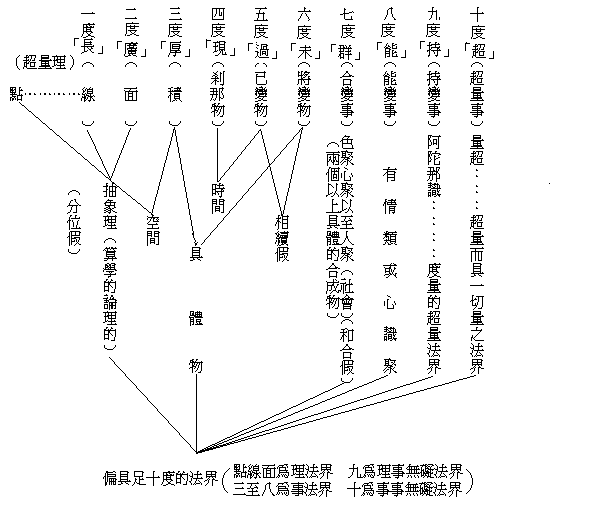 十度「超」（超量事）量超：：：超量而具一切量之法界
九度「持」（持變事）阿陀那識：：：：度量的超量法界
八度「能」（能變事）有情類或心識聚
七度「群」（合變事）色聚心聚以至人聚（社會）（和合假）
（兩個以上具體的合成物）
六度「未」（將變物）
五度「過」（已變物）
四度「現」（剎那物）
三度「厚」（積）
二度「廣」（面）
一度「長」（線）
（超量理）
點…………
相續假
時間
具體物
空間
抽象理（算學的論理的）
（分位假）
偏具足十度的法界
（點線面爲理法界　九爲理事無礙法界
三至八爲事法界　十爲事事無礙法界）